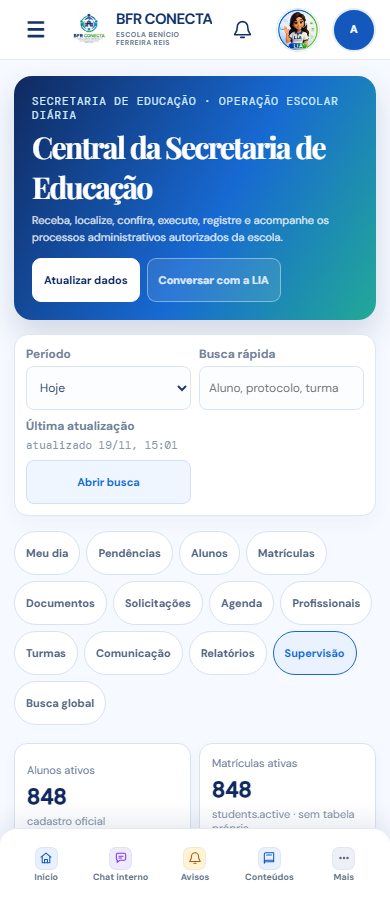 BFR CONECTA
BFR CONECTA
ESCOLA BENÍCIO
FERREIRA REIS
LIA
A
SECRETARIA DE EDUCAÇÃO · OPERAÇÃO ESCOLAR
DIÁRIA
Central da Secretaria de
Educação
Receba, localize, confira, execute, registre e acompanhe os
processos administrativos autorizados da escola.
Atualizar dados
Conversar com a LIA
Período
Busca rápida
Hoje
Aluno, protocolo, turma
Última atualização
atualizado 19/11, 15:01
Abrir busca
Meu dia
Pendências
Alunos
Matrículas
Documentos
Solicitações
Agenda
Profissionais
Turmas
Comunicação
Relatórios
Supervisão
Busca global
Alunos ativos
848
cadastro oficial
Matrículas ativas
848
students.active · sem tabela
própria
Início
Chat interno
Avisos
Conteúdos
Mais